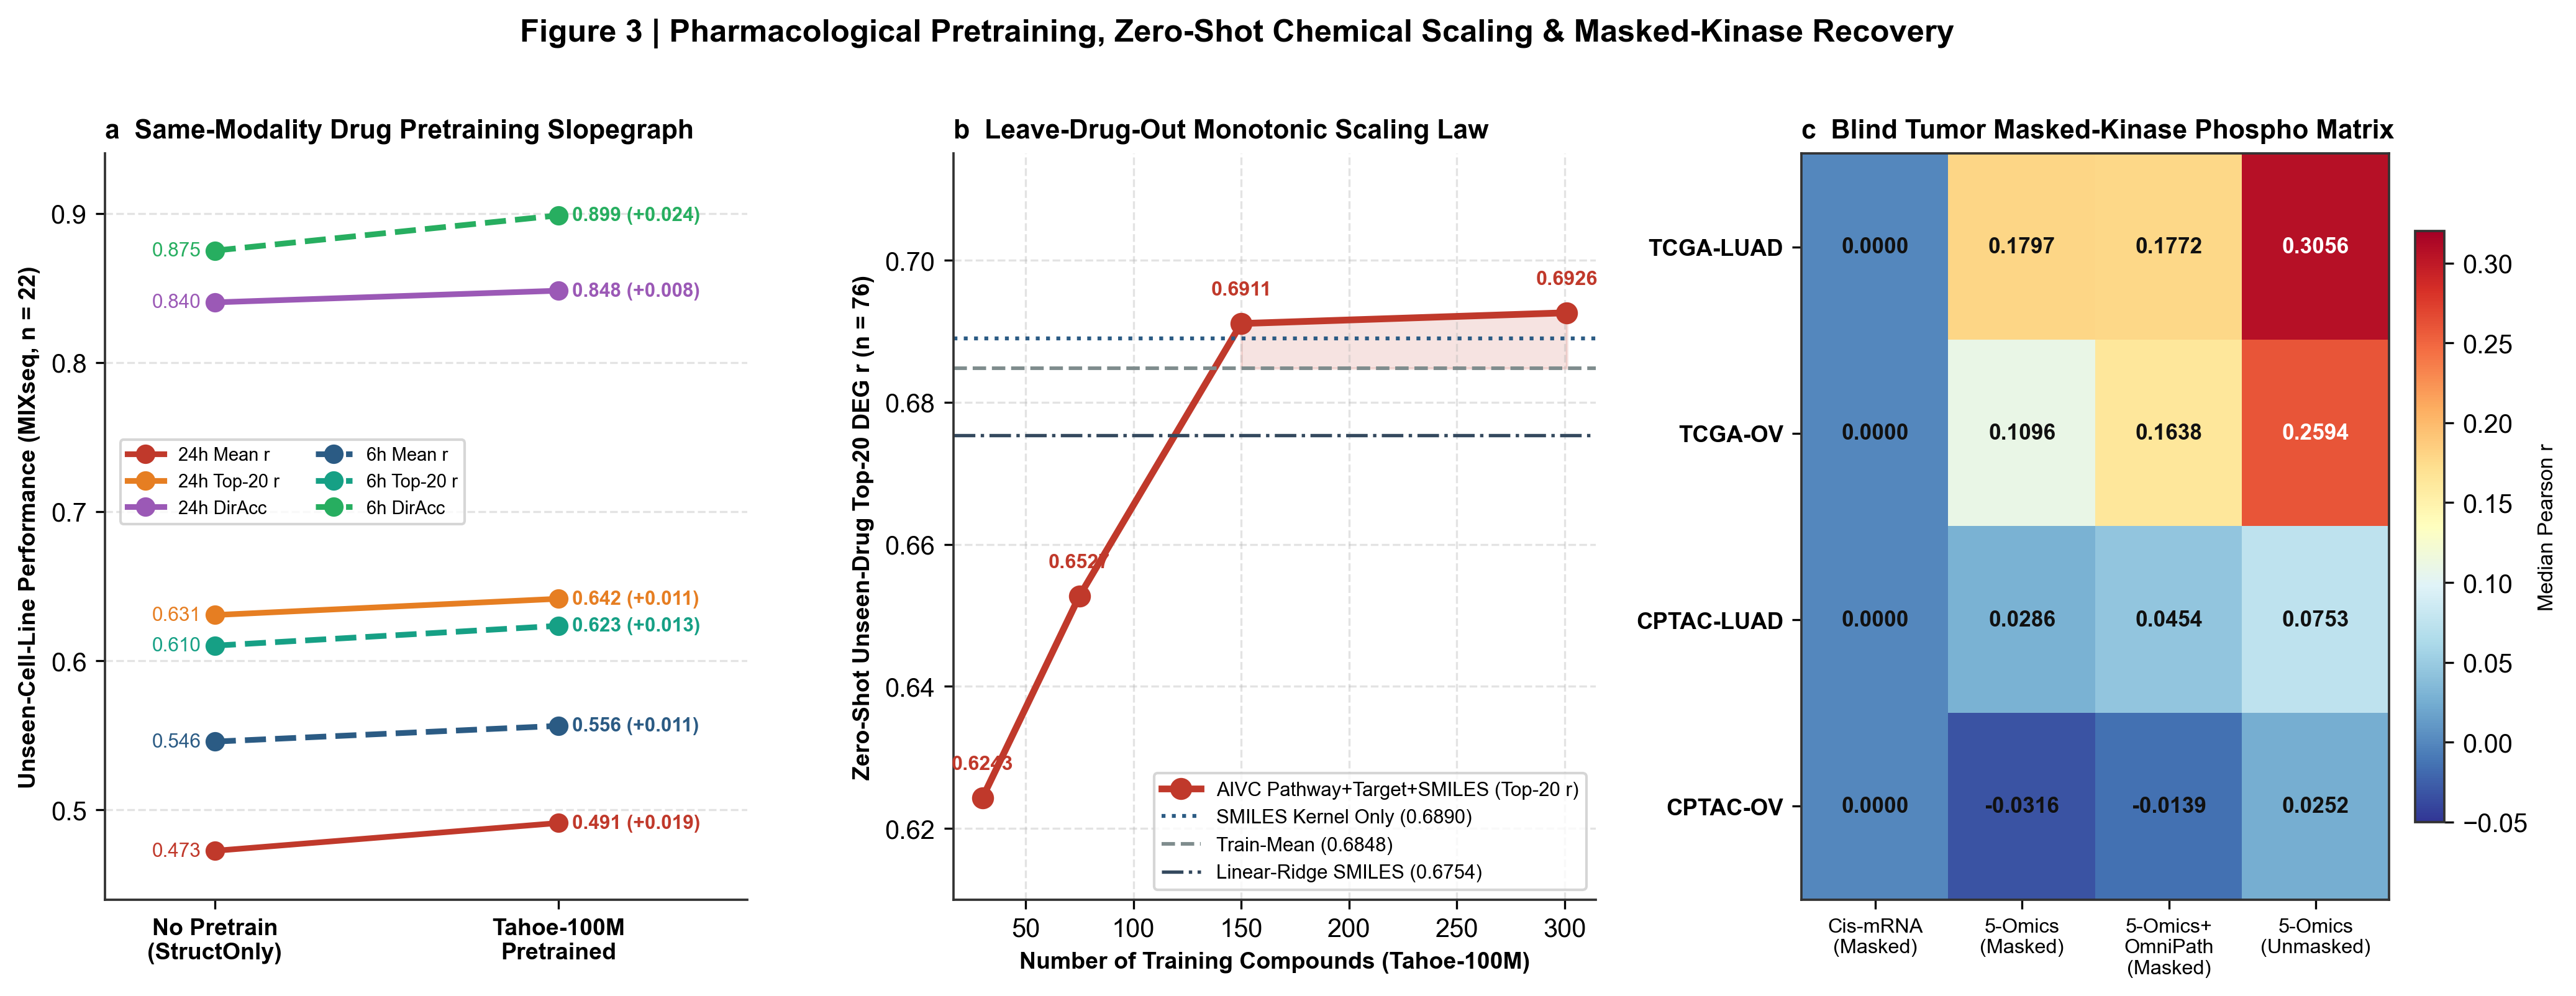 Figure 3 | Pharmacological Pretraining, Zero-Shot Chemical Scaling & Masked-Kinase Recovery
a Same-Modality Drug Pretraining Slopegraph
Unseen-Cell-Line Performance (MIXseq, n = 22)
0.9
0.8
0.7
0.6
0.5
0.875
0.899 (+0.024)
0.840
0.848 (+0.008)
24h Mean r
24h Top-20 r
24h DirAcc
6h Mean r
6h Top-20 r
6h DirAcc
0.631
0.642 (+0.011)
0.610
0.623 (+0.013)
0.546
0.556 (+0.011)
0.473
0.491 (+0.019)
No Pretrain
(StructOnly)
Tahoe-100M
Pretrained
b Leave-Drug-Out Monotonic Scaling Law
Zero-Shot Unseen-Drug Top-20 DEG r (n = 76)
0.70
0.68
0.66
0.64
0.62
0.6243
0.6527
0.6911
0.6926
AIVC Pathway+Target+SMILES (Top-20 r)
SMILES Kernel Only (0.6890)
Train-Mean (0.6848)
Linear-Ridge SMILES (0.6754)
50 100 150 200 250 300
Number of Training Compounds (Tahoe-100M)
c Blind Tumor Masked-Kinase Phospho Matrix
TCGA-LUAD 0.0000 0.1797 0.1772 0.3056
TCGA-OV 0.0000 0.1096 0.1638 0.2594
CPTAC-LUAD 0.0000 0.0286 0.0454 0.0753
CPTAC-OV 0.0000 -0.0316 -0.0139 0.0252
Cis-mRNA
(Masked)
5-Omics
(Masked)
5-Omics+
OmniPath
(Masked)
5-Omics
(Unmasked)
0.30
0.25
0.20
0.15
0.10
0.05
0.00
−0.05
Median Pearson r